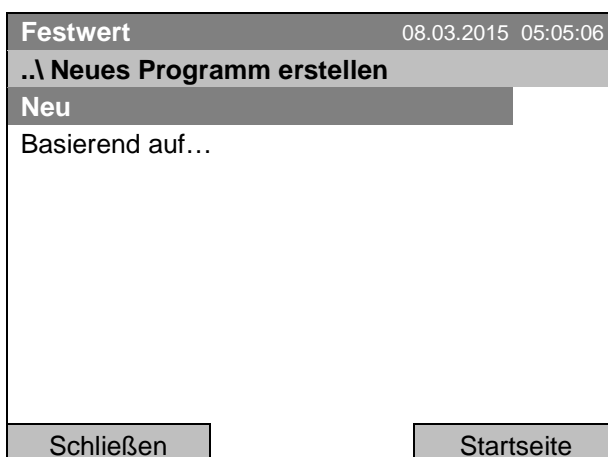 Festwert 08.03.2015 05:05:06
..\ Neues Programm erstellen
Neu
Basierend auf…
Schließen Startseite